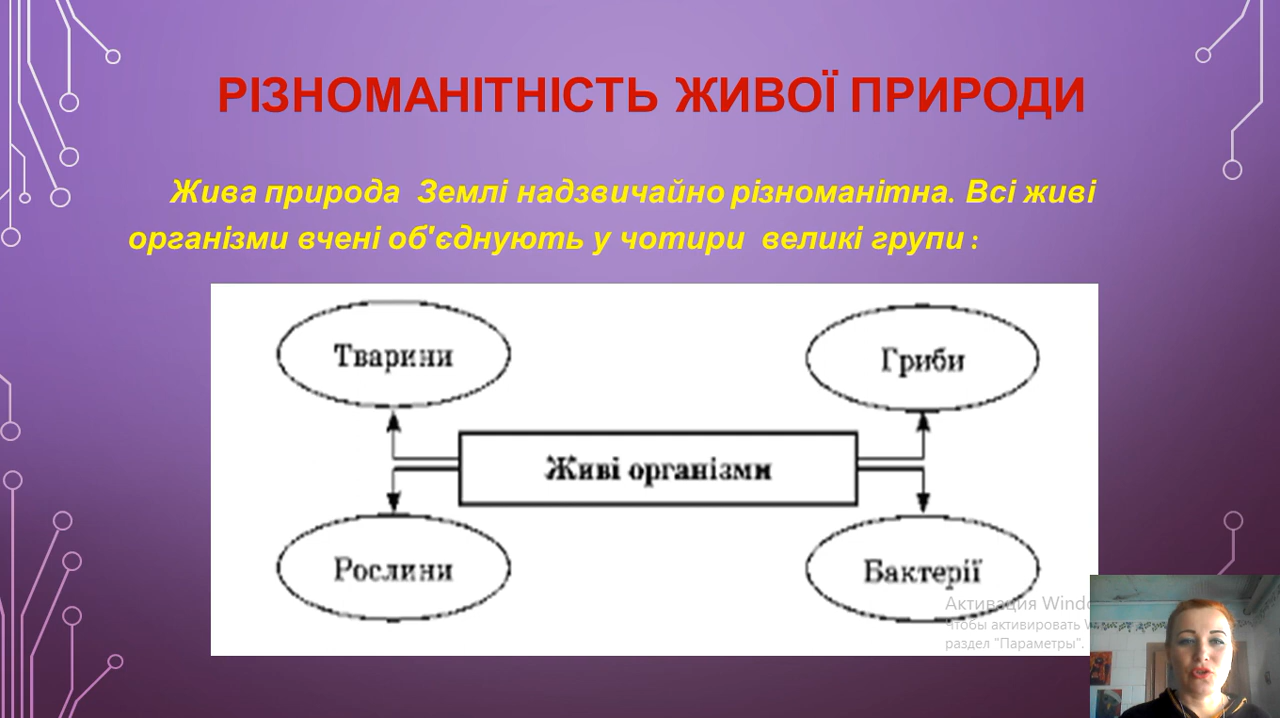 РІЗНОМАНІТНІСТЬ ЖИВОЇ ПРИРОДИ
Жива природа Землі надзвичайно різноманітна. Всі живі
організми вчені об'єднують у чотири великі групи :
Тварини
Гриби
Живі організми
Рослини
Бактерії
Активация Windo
Чтобы активировать W
раздел "Параметры".